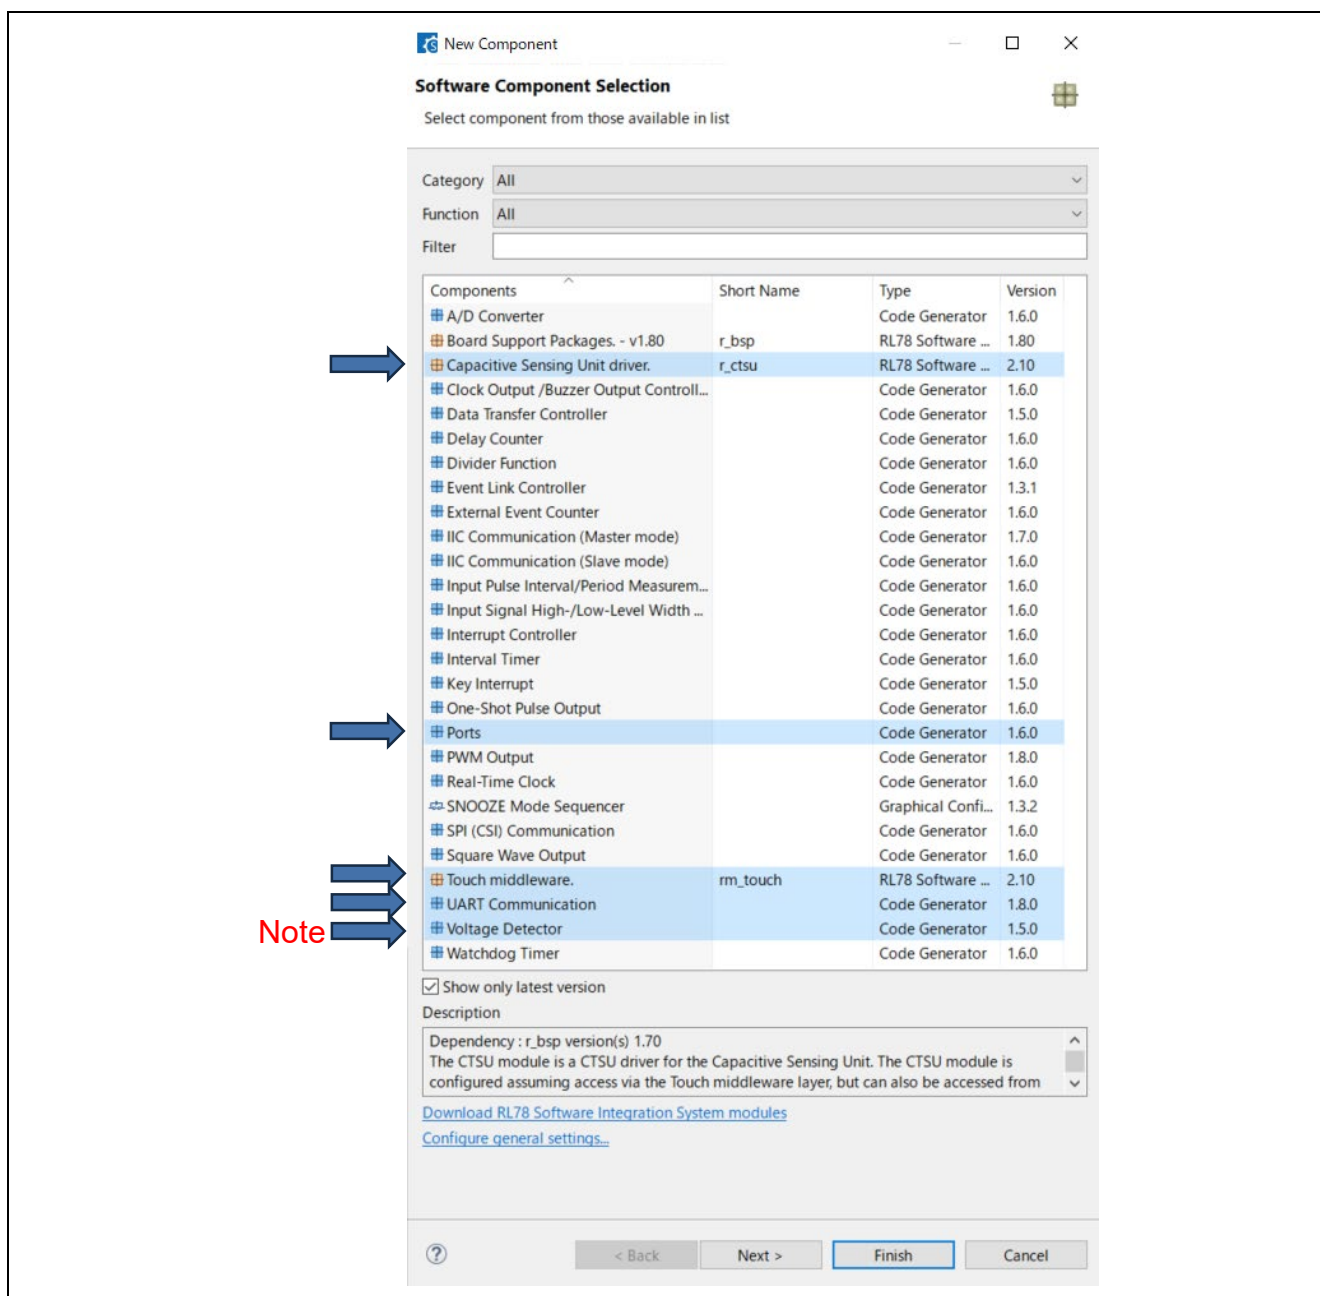 New Component
Software Component Selection
Select component from those available in list
Category All
Function All
Filter
Components Short Name Type Version
A/D Converter Code Generator 1.6.0
Board Support Packages. - v1.80 r_bsp RL78 Software ... 1.80
Capacitive Sensing Unit driver. r_ctsu RL78 Software ... 2.10
Clock Output /Buzzer Output Controll... Code Generator 1.6.0
Data Transfer Controller Code Generator 1.5.0
Delay Counter Code Generator 1.6.0
Divider Function Code Generator 1.6.0
Event Link Controller Code Generator 1.3.1
External Event Counter Code Generator 1.6.0
IIC Communication (Master mode) Code Generator 1.7.0
IIC Communication (Slave mode) Code Generator 1.6.0
Input Pulse Interval/Period Measurem... Code Generator 1.6.0
Input Signal High-/Low-Level Width ... Code Generator 1.6.0
Interrupt Controller Code Generator 1.6.0
Interval Timer Code Generator 1.6.0
Key Interrupt Code Generator 1.5.0
One-Shot Pulse Output Code Generator 1.6.0
Ports Code Generator 1.6.0
PWM Output Code Generator 1.8.0
Real-Time Clock Code Generator 1.6.0
SNOOZE Mode Sequencer Graphical Confi... 1.3.2
SPI (CSI) Communication Code Generator 1.6.0
Square Wave Output Code Generator 1.6.0
Touch middleware. rm_touch RL78 Software ... 2.10
UART Communication Code Generator 1.8.0
Note Voltage Detector Code Generator 1.5.0
Watchdog Timer Code Generator 1.6.0
Show only latest version
Description
Dependency : r_bsp version(s) 1.70
The CTSU module is a CTSU driver for the Capacitive Sensing Unit. The CTSU module is
configured assuming access via the Touch middleware layer, but can also be accessed from
Download RL78 Software Integration System modules
Configure general settings...
? < Back Next > Finish Cancel